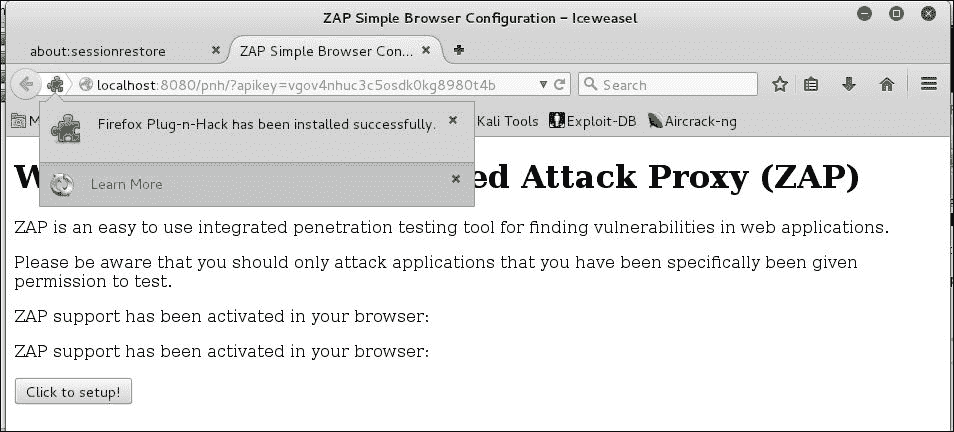 ZAP Simple Browser Configuration – Iceweasel
about:sessionrestore
ZAP Simple Browser Con...
localhost:8080/pnh/?apikey=vgov4nhuc3c5osdk0kg8980t4b
Search
Firefox Plug-n-Hack has been installed successfully.
M
Kali Tools
Exploit-DB
Aircrack-ng
Learn More
W
ed Attack Proxy (ZAP)
ZAP is an easy to use integrated penetration testing tool for finding vulnerabilities in web applications.
Please be aware that you should only attack applications that you have been specifically been given
permission to test.
ZAP support has been activated in your browser:
ZAP support has been activated in your browser:
Click to setup!